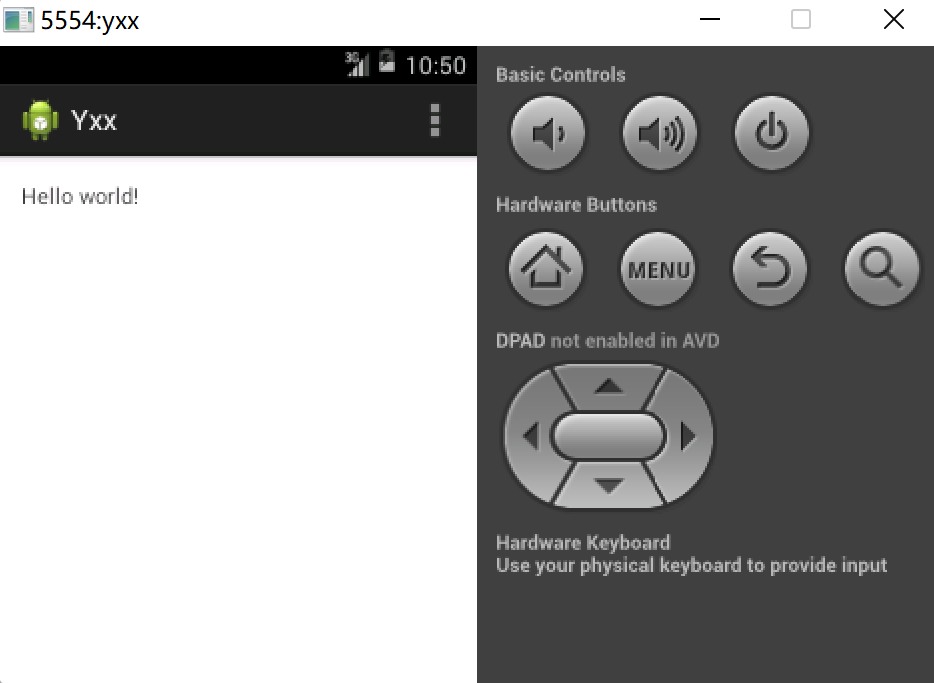 5554:yxx
3G 10:50
Yxx
Hello world!
Basic Controls
Hardware Buttons
MENU
DPAD not enabled in AVD
Hardware Keyboard
Use your physical keyboard to provide input